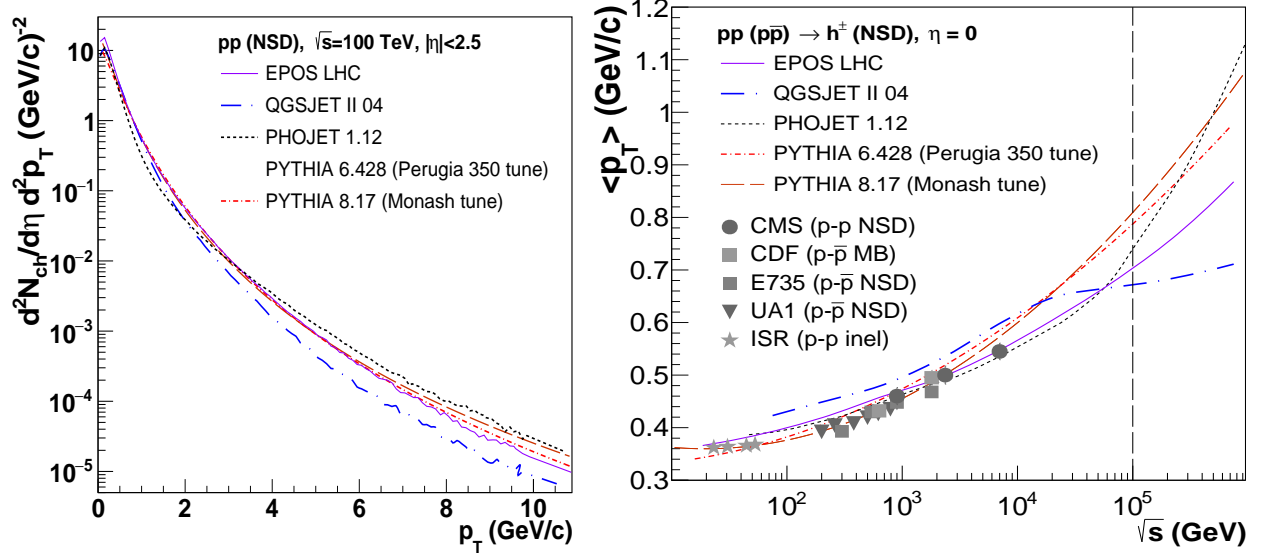 d²N_ch/dη d²p_T (GeV/c)⁻²
10
1
10⁻¹
10⁻²
10⁻³
10⁻⁴
10⁻⁵
pp (NSD), √s=100 TeV, |η|<2.5
EPOS LHC
QGSJET II 04
PHOJET 1.12
PYTHIA 6.428 (Perugia 350 tune)
PYTHIA 8.17 (Monash tune)
0 2 4 6 8 10
p_T (GeV/c)
<p_T> (GeV/c)
1.2
1.1
1
0.9
0.8
0.7
0.6
0.5
0.4
0.3
pp (pp̅) → h± (NSD), η = 0
EPOS LHC
QGSJET II 04
PHOJET 1.12
PYTHIA 6.428 (Perugia 350 tune)
PYTHIA 8.17 (Monash tune)
CMS (p-p NSD)
CDF (p-p̅ MB)
E735 (p-p̅ NSD)
UA1 (p-p̅ NSD)
ISR (p-p inel)
10² 10³ 10⁴ 10⁵
√s (GeV)